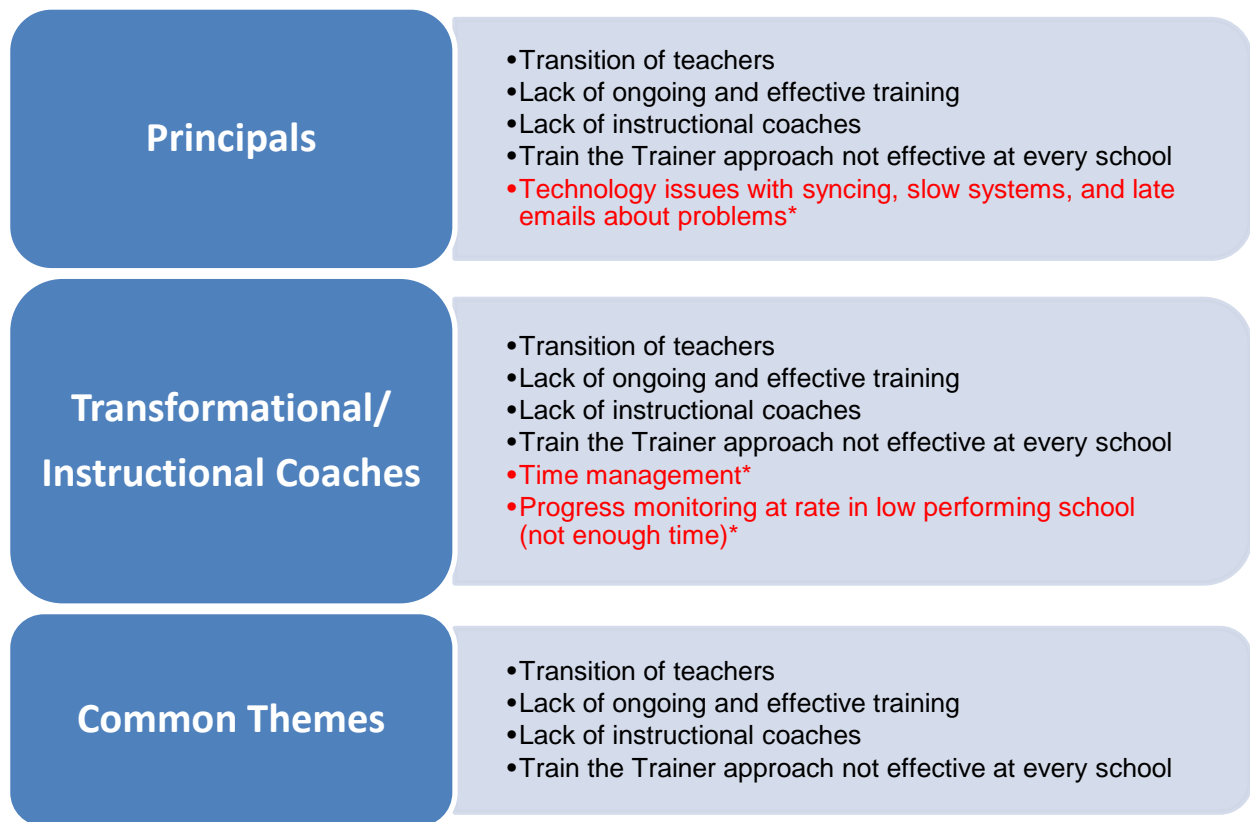 Principals
•Transition of teachers
•Lack of ongoing and effective training
•Lack of instructional coaches
•Train the Trainer approach not effective at every school
•Technology issues with syncing, slow systems, and late
emails about problems*
Transformational/
Instructional Coaches
•Transition of teachers
•Lack of ongoing and effective training
•Lack of instructional coaches
•Train the Trainer approach not effective at every school
•Time management*
•Progress monitoring at rate in low performing school
(not enough time)*
Common Themes
•Transition of teachers
•Lack of ongoing and effective training
•Lack of instructional coaches
•Train the Trainer approach not effective at every school